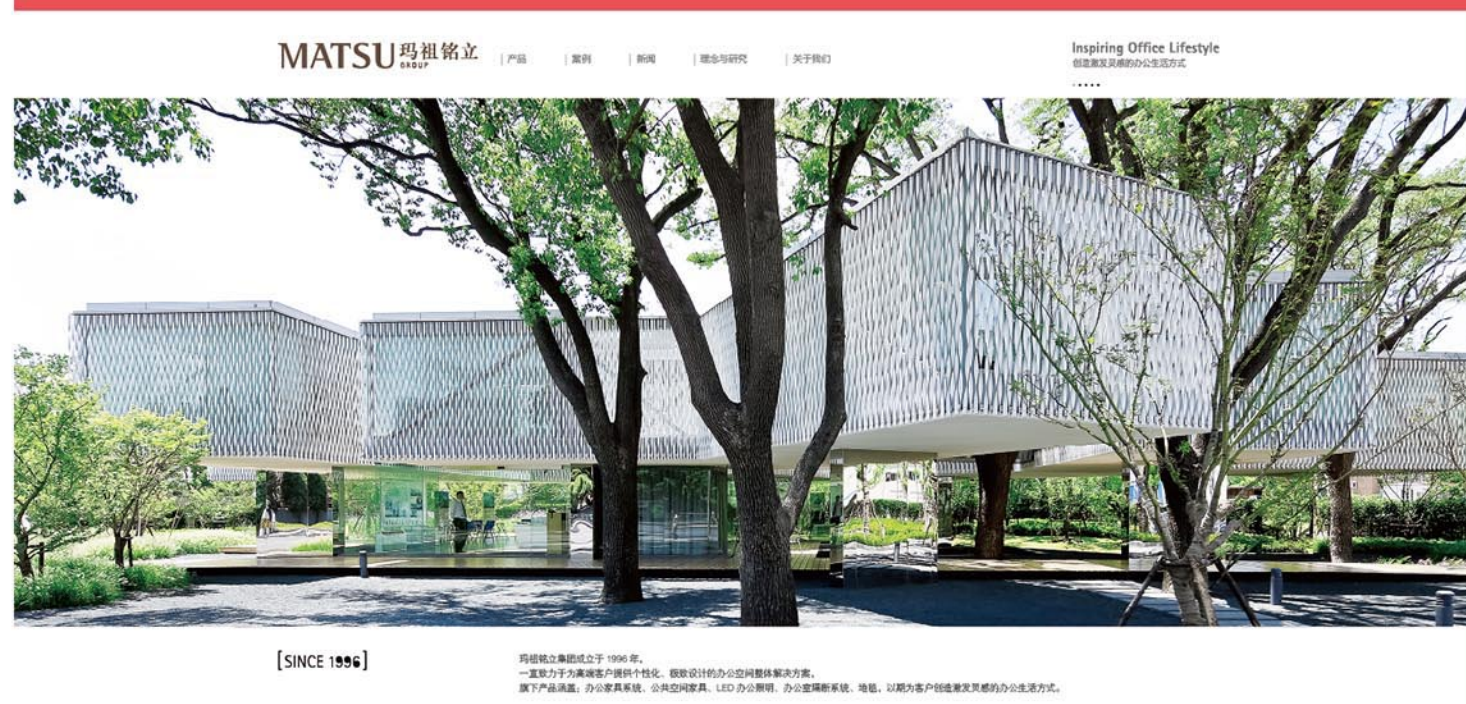 MATSU 玛祖铭立
GROUP
| 产品 | 案例 | 新闻 | 理念与研究 | 关于我们
Inspiring Office Lifestyle
创造激发灵感的办公生活方式
[SINCE 1996]
玛祖铭立集团成立于 1996 年。
一直致力于为高端客户提供个性化、极致设计的办公空间整体解决方案。
旗下产品涵盖：办公家具系统、公共空间家具、LED 办公照明、办公室隔断系统、地毯。以期为客户创造激发灵感的办公生活方式。